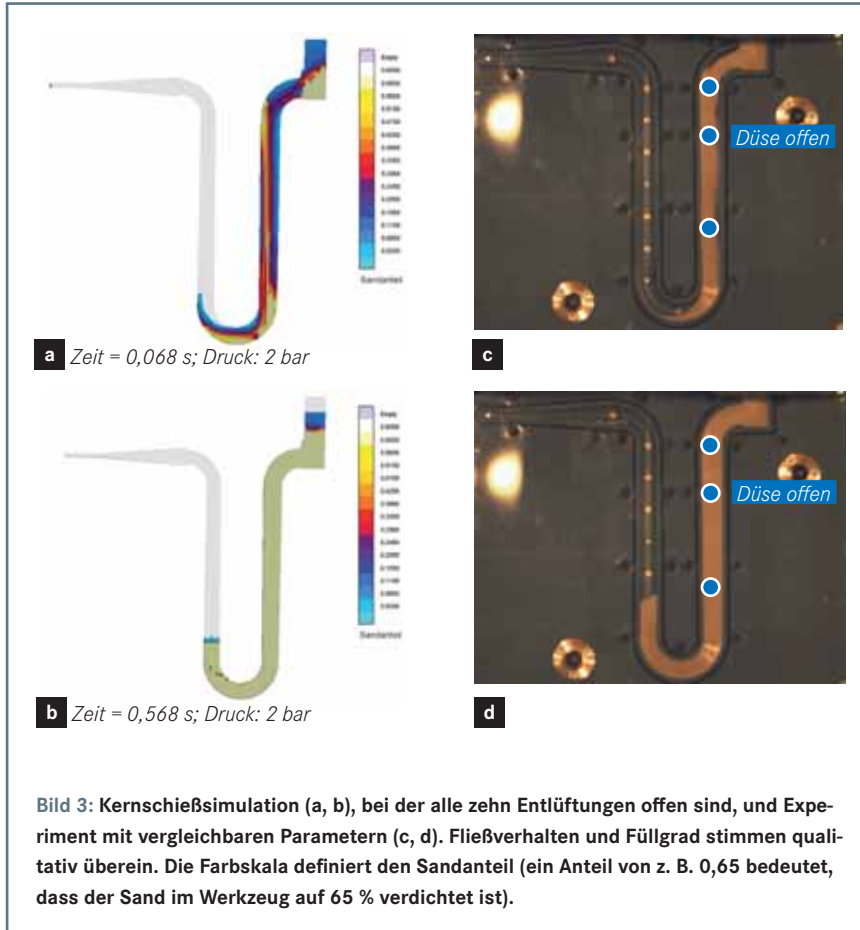 Empty
Sandanteil
a Zeit = 0,068 s; Druck: 2 bar
Düse offen
c
Empty
Sandanteil
b Zeit = 0,568 s; Druck: 2 bar
Düse offen
d
Bild 3: Kernschießsimulation (a, b), bei der alle zehn Entlüftungen offen sind, und Expe-
riment mit vergleichbaren Parametern (c, d). Fließverhalten und Füllgrad stimmen quali-
tativ überein. Die Farbskala definiert den Sandanteil (ein Anteil von z. B. 0,65 bedeutet,
dass der Sand im Werkzeug auf 65 % verdichtet ist).